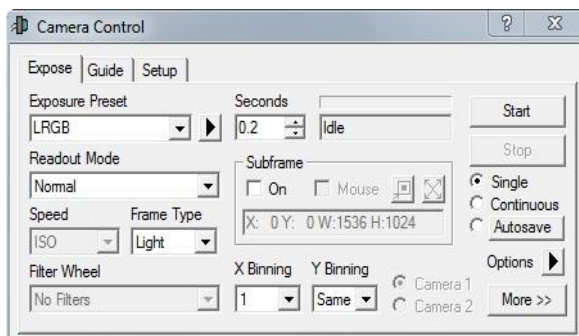 Camera Control
?
Expose Guide Setup
Exposure Preset
LRGB
Seconds
0.2
Idle
Start
Stop
Readout Mode
Normal
Subframe
On Mouse
X: 0 Y: 0 W:1536 H:1024
Single
Continuous
Autosave
Speed Frame Type
ISO Light
Filter Wheel
No Filters
X Binning Y Binning
1 Same
Camera 1
Camera 2
Options
More >>